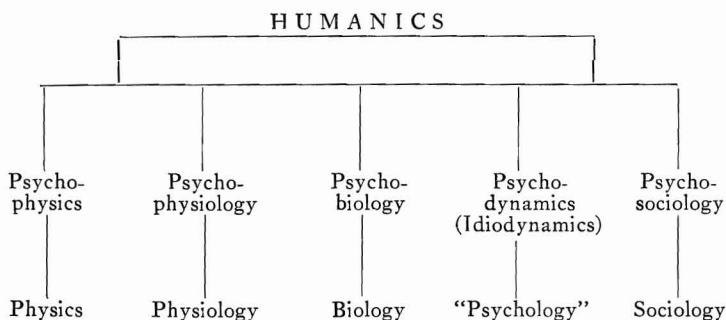 HUMANICS
Psycho- Psycho- Psycho- Psycho- Psycho-
physics physiology biology dynamics sociology
(Idiodynamics)
Physics Physiology Biology “Psychology” Sociology